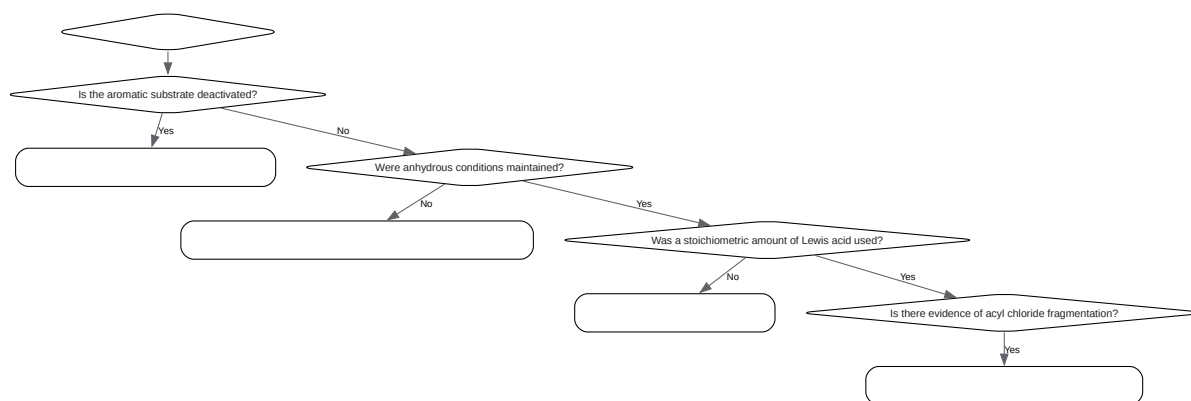 Is the aromatic substrate deactivated?
Yes
No
Were anhydrous conditions maintained?
No
Yes
Was a stoichiometric amount of Lewis acid used?
No
Yes
Is there evidence of acyl chloride fragmentation?
Yes